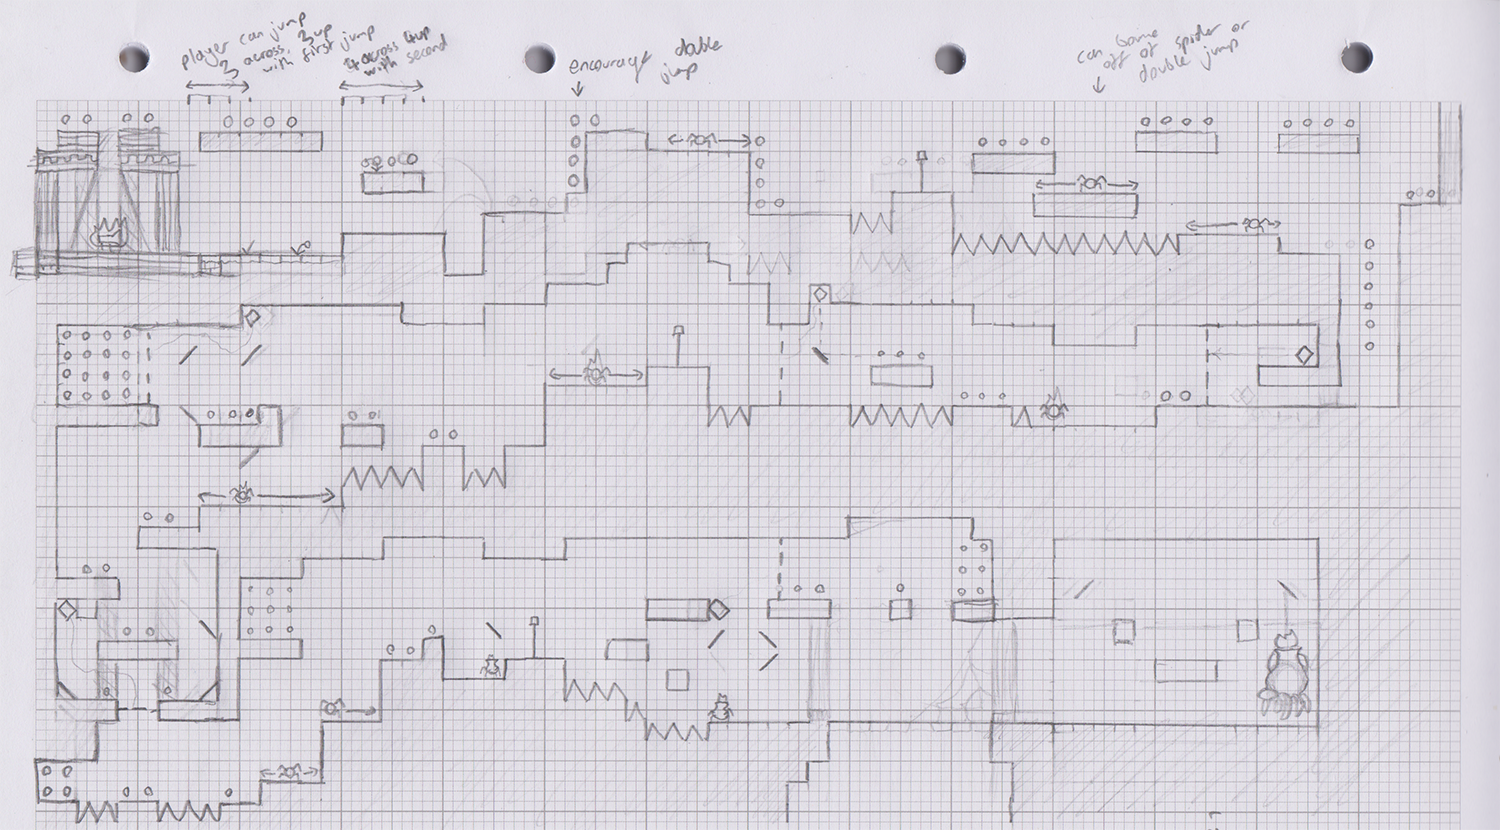 player can jump
3 across, 3 up
with first jump
4 across 4 up
with second
encourage double
jump
can bounce
off of spider or
double jump